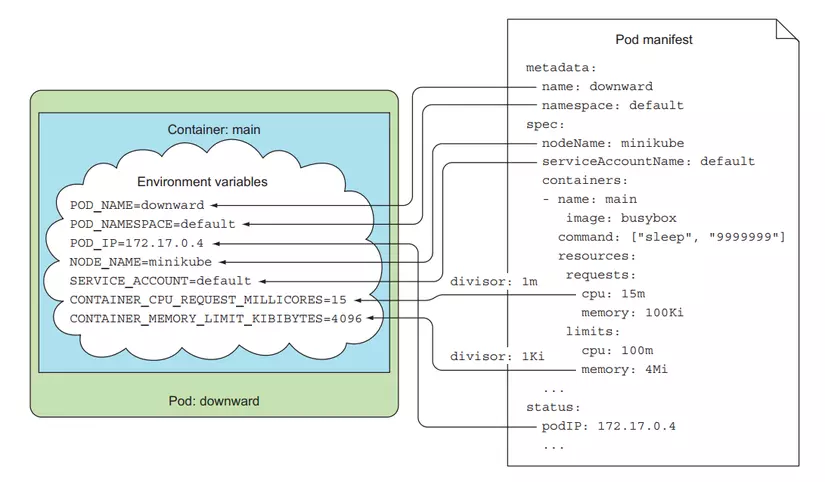 Container: main
Environment variables
POD_NAME=downward
POD_NAMESPACE=default
POD_IP=172.17.0.4
NODE_NAME=minikube
SERVICE_ACCOUNT=default
CONTAINER_CPU_REQUEST_MILLICORES=15
CONTAINER_MEMORY_LIMIT_KIBIBYTES=4096
Pod: downward
divisor: 1m
divisor: 1Ki
Pod manifest
metadata:
name: downward
namespace: default
spec:
nodeName: minikube
serviceAccountName: default
containers:
- name: main
image: busybox
command: ["sleep", "9999999"]
resources:
requests:
cpu: 15m
memory: 100Ki
limits:
cpu: 100m
memory: 4Mi
...
status:
podIP: 172.17.0.4
...